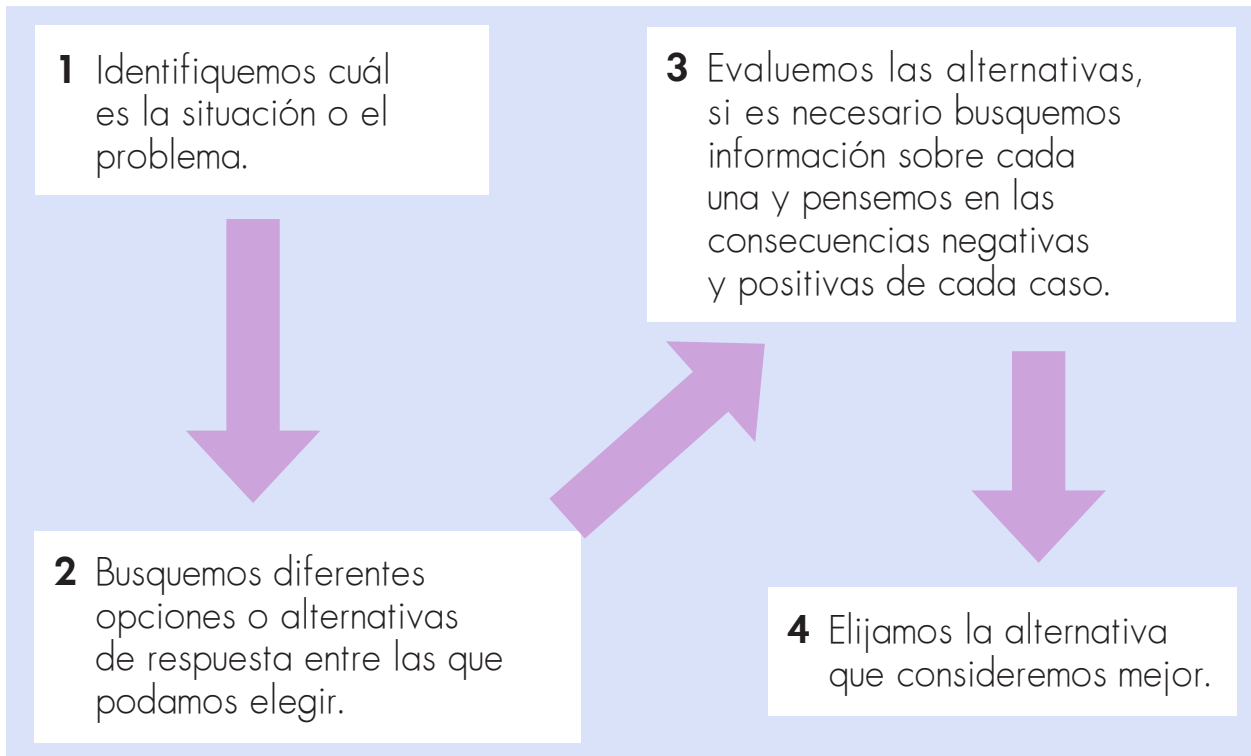 1 Identifiquemos cuál
es la situación o el
problema.
2 Busquemos diferentes
opciones o alternativas
de respuesta entre las que
podamos elegir.
3 Evaluemos las alternativas,
si es necesario busquemos
información sobre cada
una y pensemos en las
consecuencias negativas
y positivas de cada caso.
4 Elijamos la alternativa
que consideremos mejor.